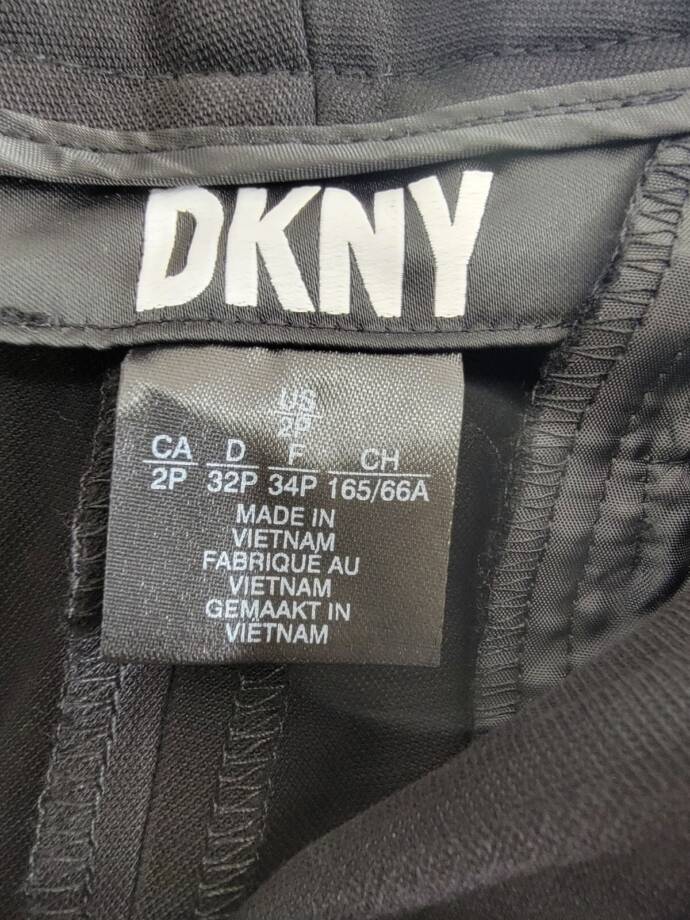 DKNY
US
2P
CA D F CH
2P 32P 34P 165/66A
MADE IN
VIETNAM
FABRIQUÉ AU
VIETNAM
GEMAAKT IN
VIETNAM